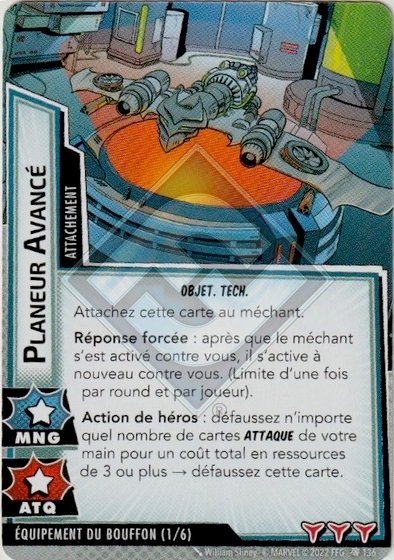 PLANEUR AVANCÉ
ATTACHEMENT
OBJET. TECH.
Attachez cette carte au méchant.
Réponse forcée : après que le méchant
s'est activé contre vous, il s'active à
nouveau contre vous. (Limite d'une fois
par round et par joueur).
Action de héros : défaussez n'importe
quel nombre de cartes ATTAQUE de votre
main pour un coût total en ressources
de 3 ou plus → défaussez cette carte.
MNG
ATQ
ÉQUIPEMENT DU BOUFFON (1/6)
William Sliney. © MARVEL © 2022 FFG 136